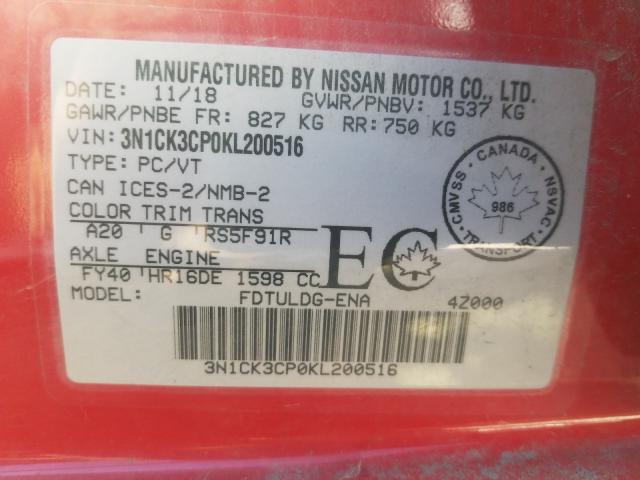 MANUFACTURED BY NISSAN MOTOR CO., LTD.
DATE: 11/18 GVWR/PNBV: 1537 KG
GAWR/PNBE FR: 827 KG RR: 750 KG
VIN: 3N1CK3CP0KL200516
TYPE: PC/VT
CAN ICES-2/NMB-2
COLOR TRIM TRANS
A20 ' G ' RS5F91R
AXLE ENGINE
FY40 ' HR16DE 1598 CC
EC
CMVSS • CANADA • NSVAC
986
TRANSPORT
MODEL: FDTULDG-ENA 4Z000
3N1CK3CP0KL200516